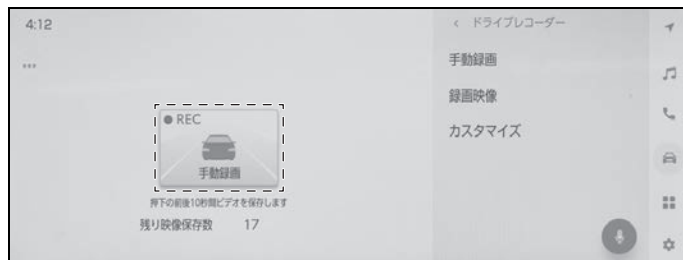 4:12
ドライブレコーダー
手動録画
録画映像
カスタマイズ
REC
手動録画
押下の前後10秒間ビデオを保存します
残り映像保存数 17